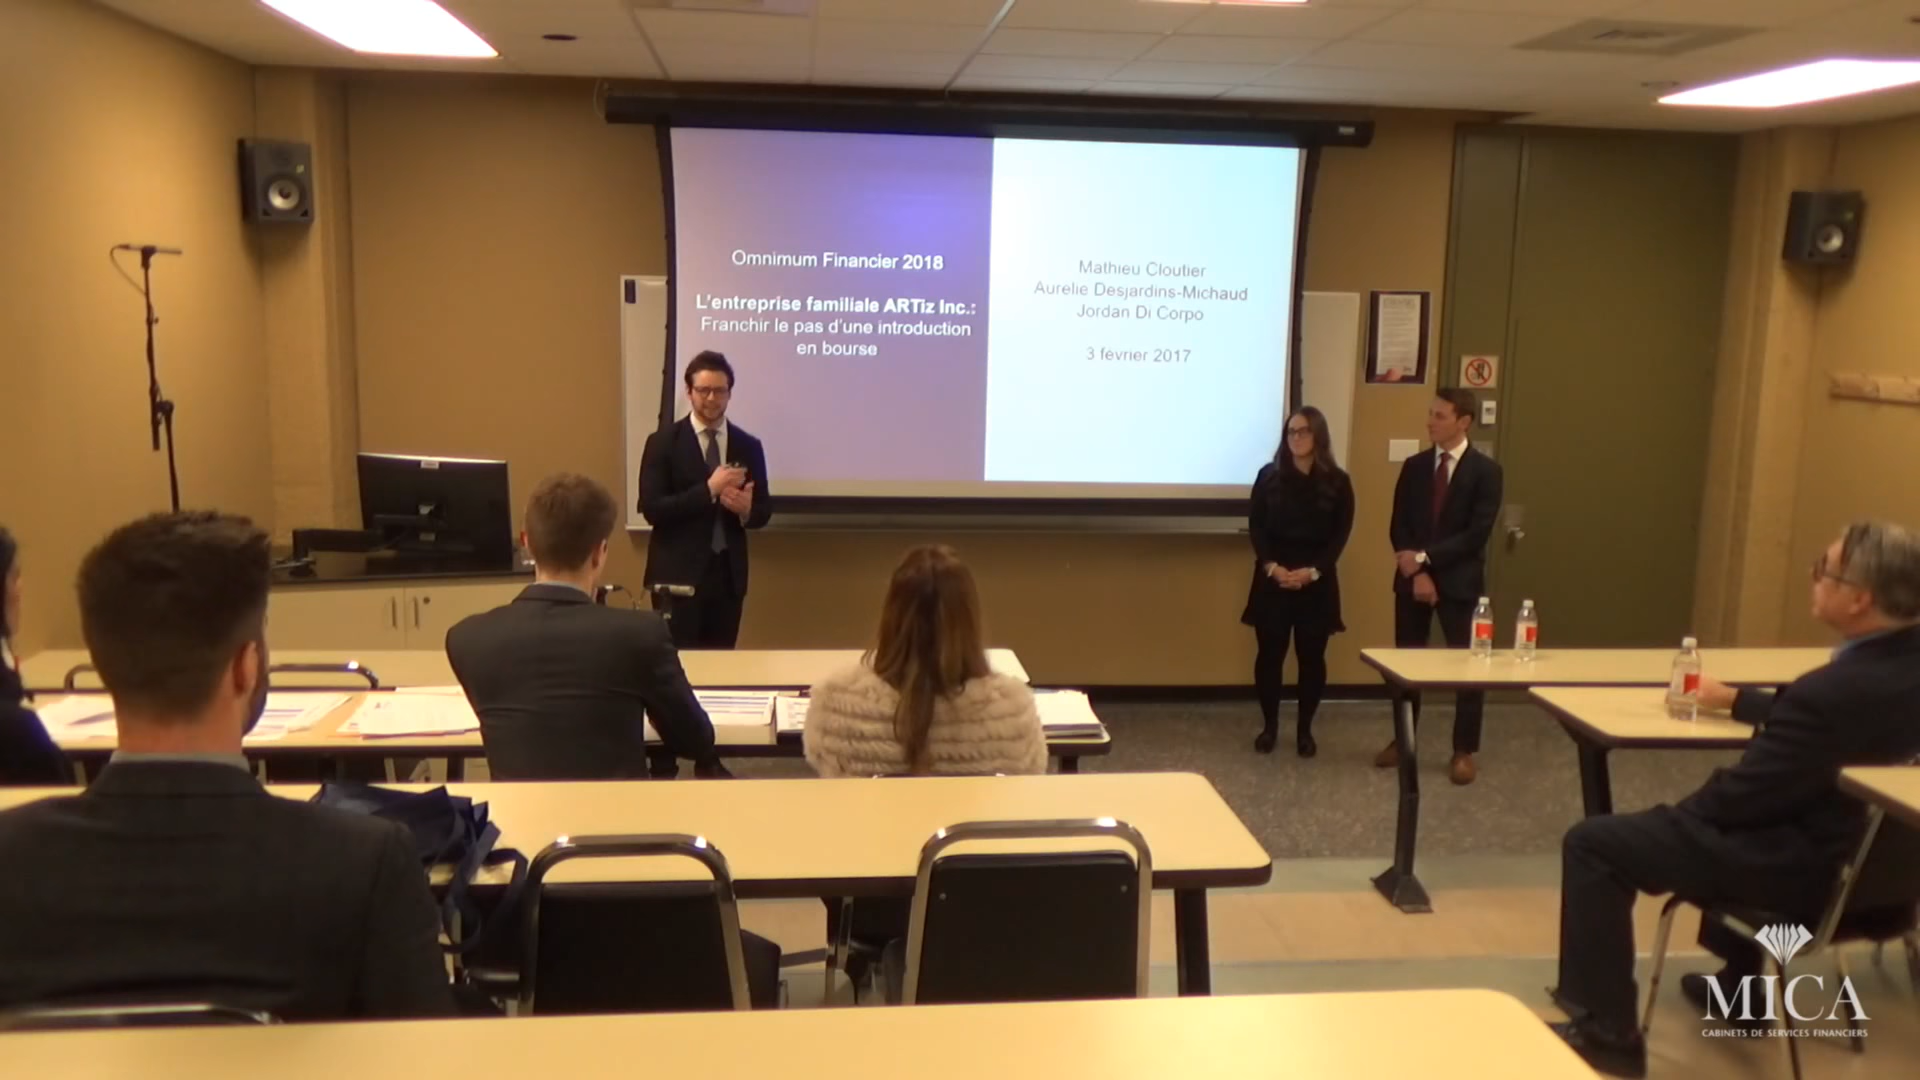 Omnimum Financier 2018
L'entreprise familiale ARTiz Inc.:
Franchir le pas d'une introduction
en bourse
Mathieu Cloutier
Aurelie Desjardins-Michaud
Jordan Di Corpo
3 février 2017
MICA
CABINETS DE SERVICES FINANCIERS